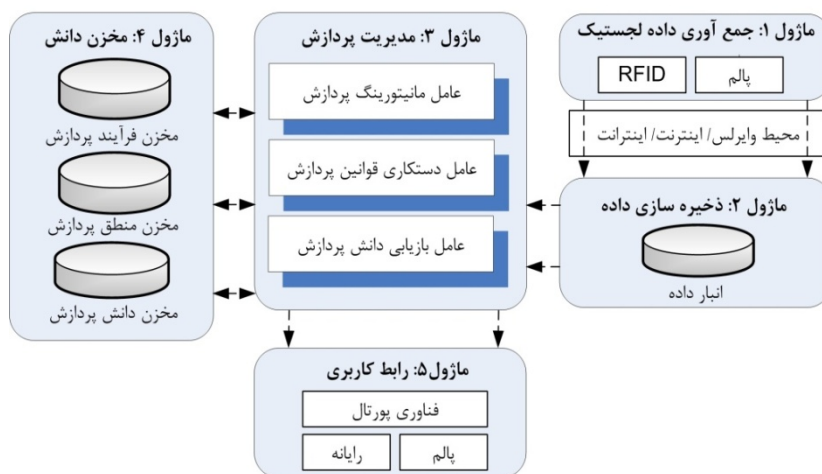 ماژول ۱: جمع آوری داده لجستیک
پالم
RFID
محیط وایرلس/ اینترنت/ اینترانت
ماژول ۲: ذخیره سازی داده
انبار داده
ماژول ۳: مدیریت پردازش
عامل مانیتورینگ پردازش
عامل دستکاری قوانین پردازش
عامل بازیابی دانش پردازش
ماژول ۴: مخزن دانش
مخزن فرآیند پردازش
مخزن منطق پردازش
مخزن دانش پردازش
ماژول۵: رابط کاربری
فناوری پورتال
پالم
رایانه